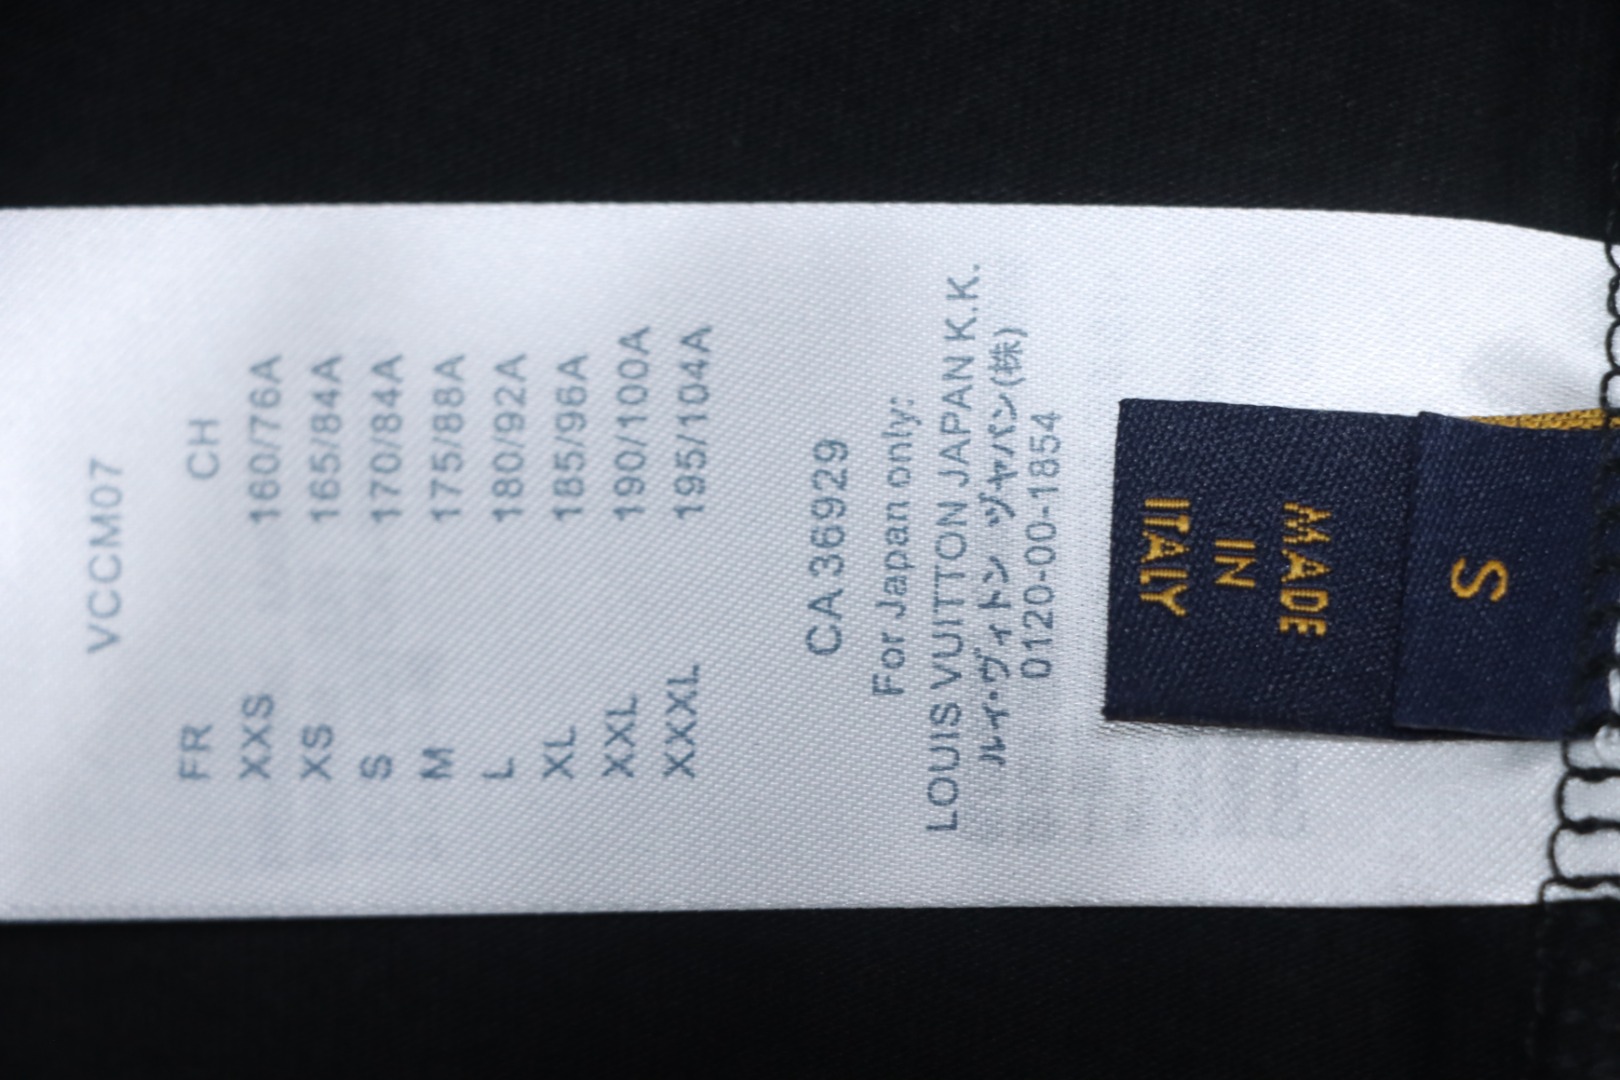 VCCM07
FR CH
XXS 160/76A
XS 165/84A
S 170/84A
M 175/88A
L 180/92A
XL 185/96A
XXL 190/100A
XXXL 195/104A
CA 36929
For Japan only:
LOUIS VUITTON JAPAN K.K.
ルイ・ヴィトン ヅヤパン(株)
0120-00-1854
S
MADE
IN
ITALY